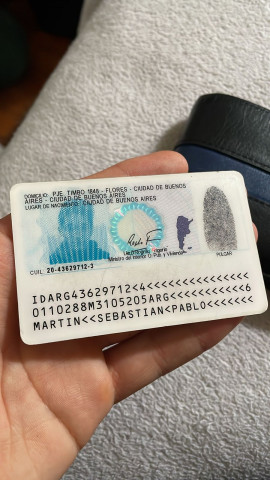 DOMICILIO: PJE. TIMBO 1848 - FLORES - CIUDAD DE BUENOS
AIRES - CIUDAD DE BUENOS AIRES
LUGAR DE NACIMIENTO: CIUDAD DE BUENOS AIRES
Ministro del Interior, O. Pub. y Vivienda
PULGAR
CUIL: 20-43629712-3
IDARG43629712<4<<<<<<<<<<<<<<<
0110288M3105205ARG<<<<<<<<<<<6
MARTIN<<SEBASTIAN<PABLO<<<<<<<